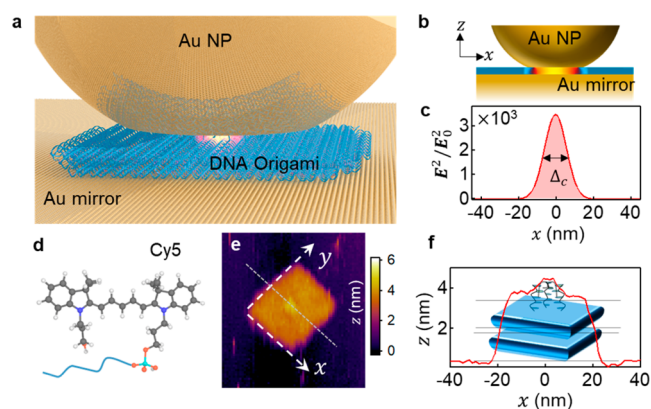 a
Au NP
DNA Origami
Au mirror
b
z
x
Au NP
Au mirror
c
×10³
E²/E₀²
3
2
1
0
Δc
-40 -20 0 20 40
x (nm)
d
Cy5
e
y
x
6
4
2
0
z (nm)
f
z (nm)
4
2
-40 -20 0 20 40
x (nm)